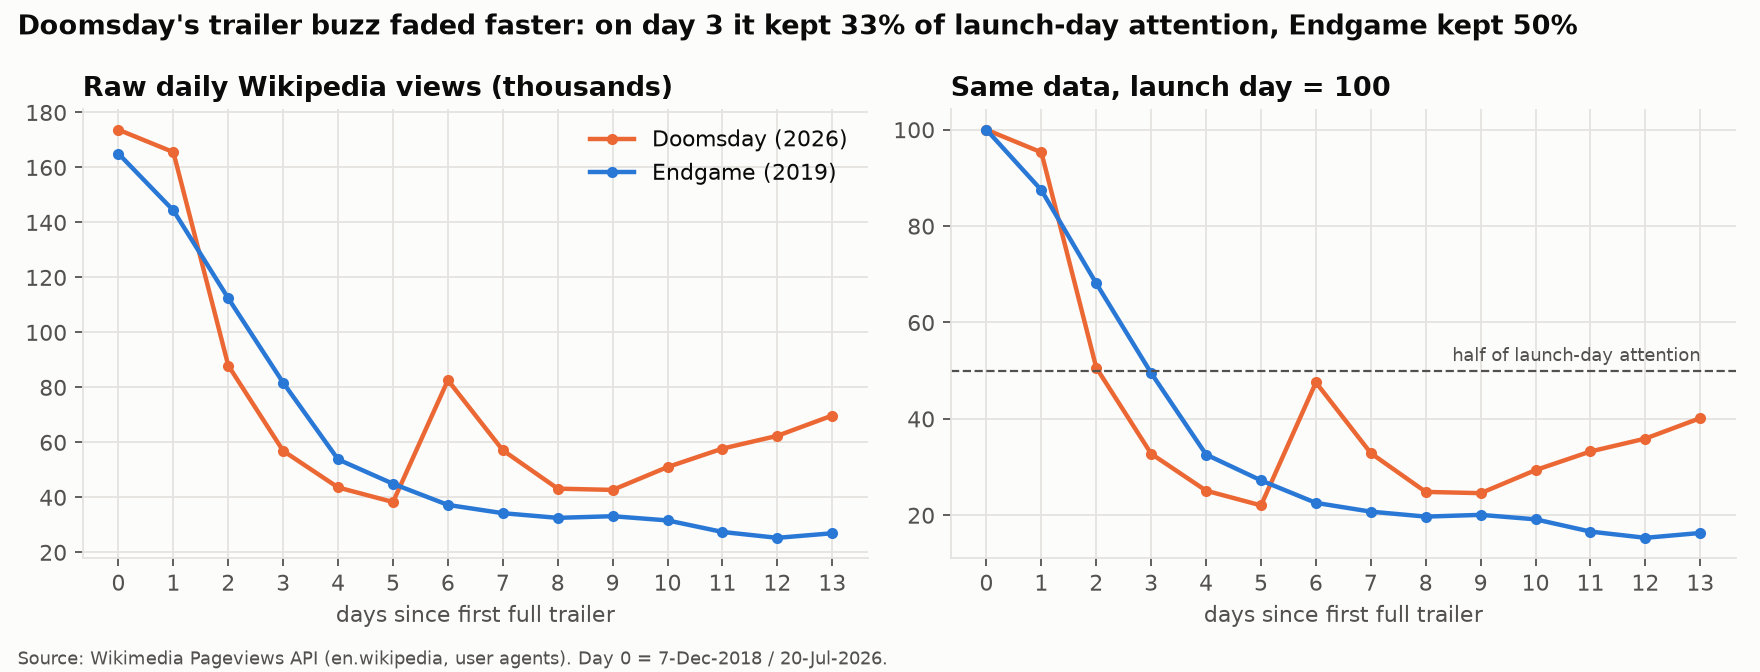 Doomsday's trailer buzz faded faster: on day 3 it kept 33% of launch-day attention, Endgame kept 50%
Raw daily Wikipedia views (thousands)
180
160
140
120
100
80
60
40
20
Doomsday (2026)
Endgame (2019)
0 1 2 3 4 5 6 7 8 9 10 11 12 13
days since first full trailer
Same data, launch day = 100
100
80
60
40
20
half of launch-day attention
0 1 2 3 4 5 6 7 8 9 10 11 12 13
days since first full trailer
Source: Wikimedia Pageviews API (en.wikipedia, user agents). Day 0 = 7-Dec-2018 / 20-Jul-2026.